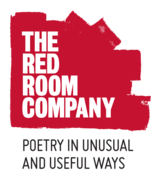 THE
RED
ROOM
COMPANY
POETRY IN UNUSUAL
AND USEFUL WAYS